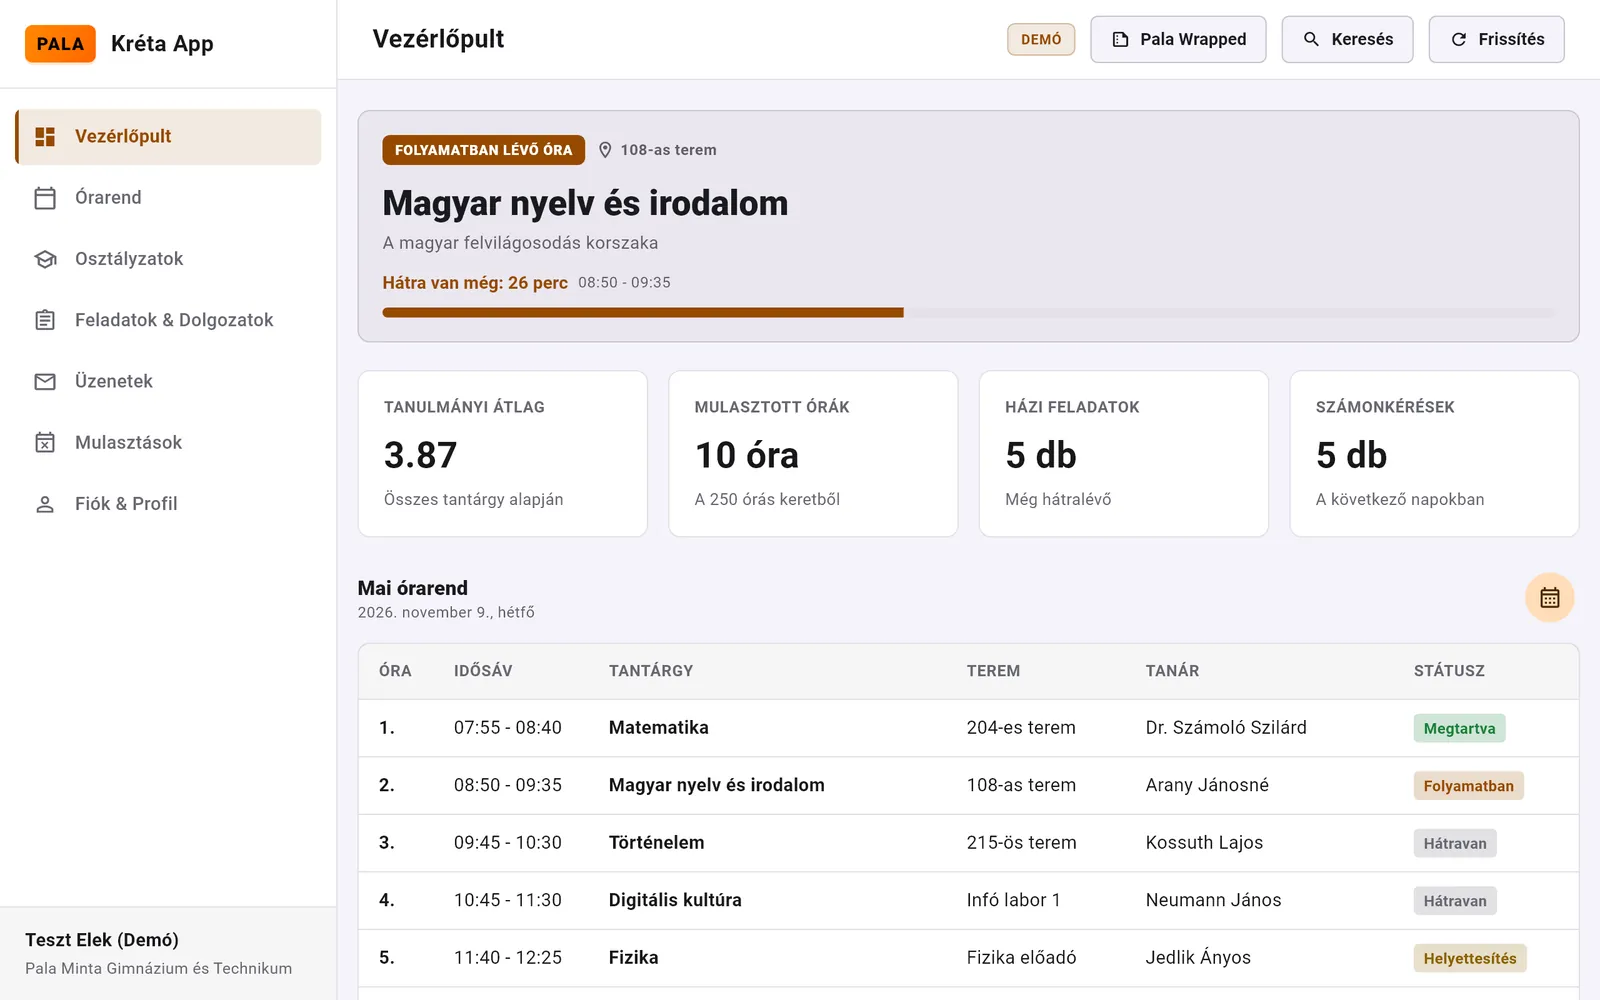 PALA Kréta App
Vezérlőpult
Órarend
Osztályzatok
Feladatok & Dolgozatok
Üzenetek
Mulasztások
Fiók & Profil
Teszt Elek (Demó)
Pala Minta Gimnázium és Technikum
Vezérlőpult
DEMÓ
Pala Wrapped
Keresés
Frissítés
FOLYAMATBAN LÉVŐ ÓRA 108-as terem
Magyar nyelv és irodalom
A magyar felvilágosodás korszaka
Hátra van még: 26 perc 08:50 - 09:35
TANULMÁNYI ÁTLAG
3.87
Összes tantárgy alapján
MULASZTOTT ÓRÁK
10 óra
A 250 órás keretből
HÁZI FELADATOK
5 db
Még hátralévő
SZÁMONKÉRÉSEK
5 db
A következő napokban
Mai órarend
2026. november 9., hétfő
ÓRA IDŐSÁV TANTÁRGY TEREM TANÁR STÁTUSZ
1. 07:55 - 08:40 Matematika 204-es terem Dr. Számoló Szilárd Megtartva
2. 08:50 - 09:35 Magyar nyelv és irodalom 108-as terem Arany Jánosné Folyamatban
3. 09:45 - 10:30 Történelem 215-ös terem Kossuth Lajos Hátravan
4. 10:45 - 11:30 Digitális kultúra Infó labor 1 Neumann János Hátravan
5. 11:40 - 12:25 Fizika Fizika előadó Jedlik Ányos Helyettesítés